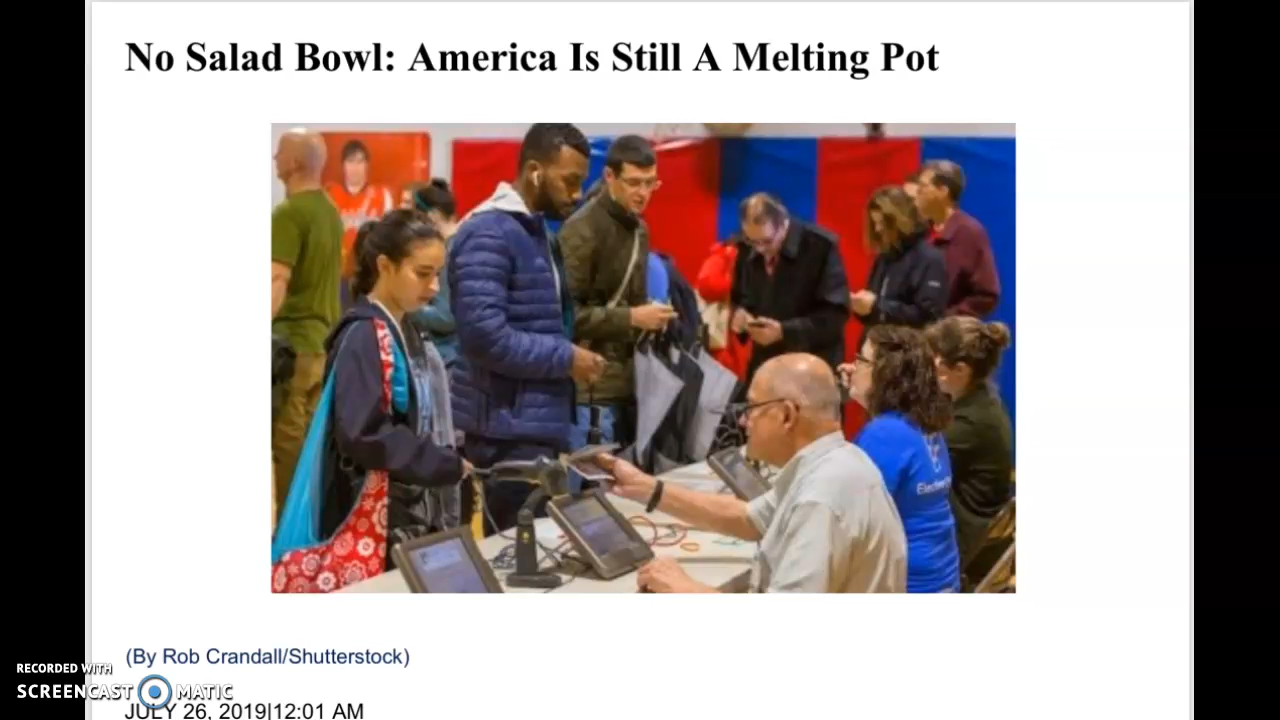 No Salad Bowl: America Is Still A Melting Pot
(By Rob Crandall/Shutterstock)
RECORDED WITH
SCREENCAST MATIC
JULY 26, 2019|12:01 AM